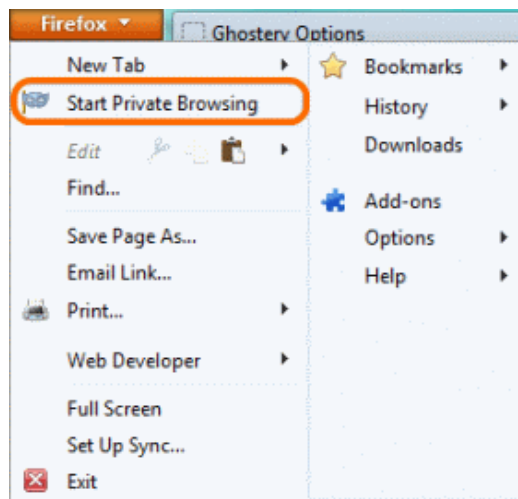 Firefox
Ghostery Options
New Tab
Start Private Browsing
Edit
Find...
Save Page As...
Email Link...
Print...
Web Developer
Full Screen
Set Up Sync...
Exit
Bookmarks
History
Downloads
Add-ons
Options
Help